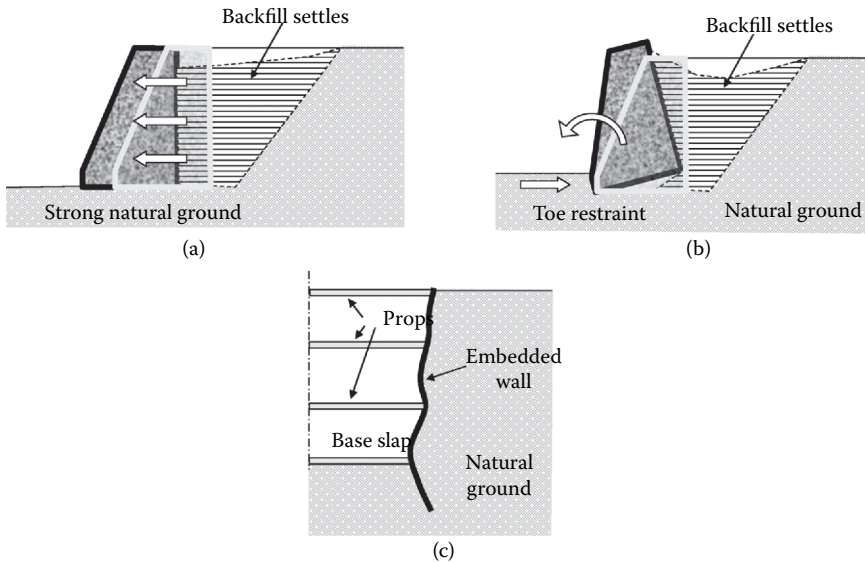 Backfill settles
Strong natural ground
(a)
Backfill settles
Toe restraint
Natural ground
(b)
Props
Embedded
wall
Base slap
Natural
ground
(c)